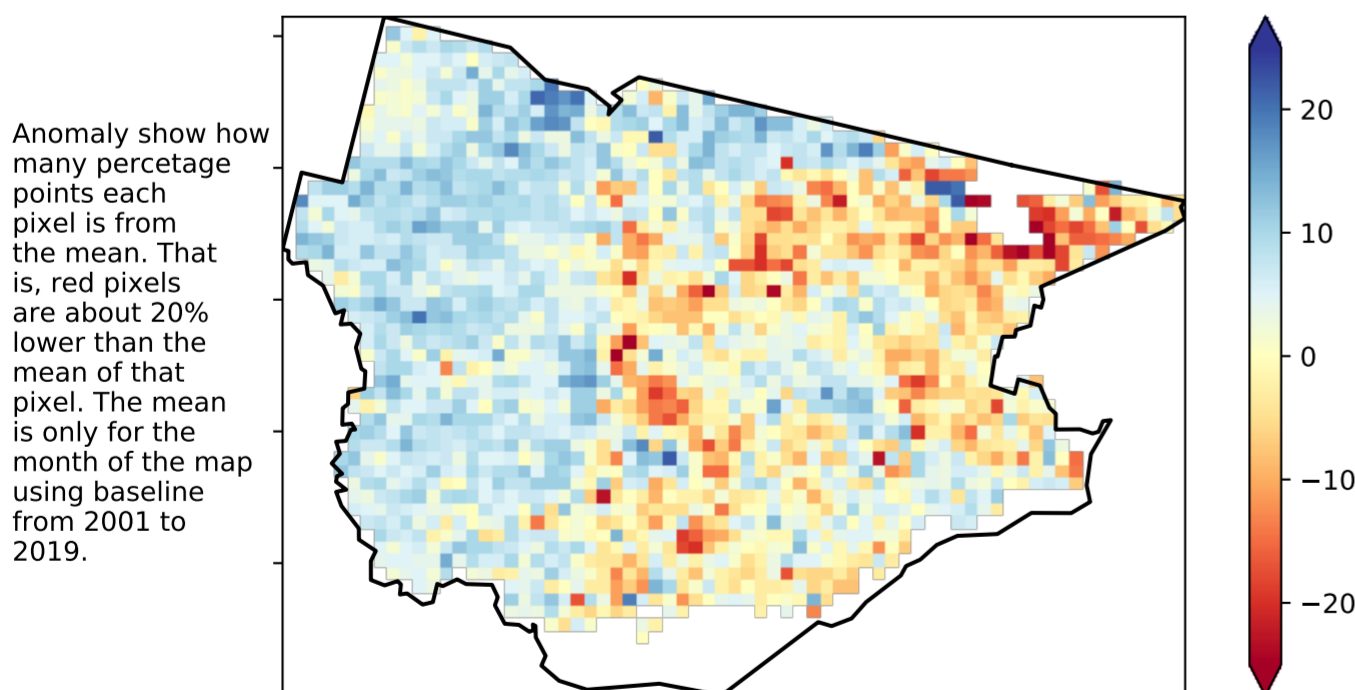 Anomaly show how
many percetage
points each
pixel is from
the mean. That
is, red pixels
are about 20%
lower than the
mean of that
pixel. The mean
is only for the
month of the map
using baseline
from 2001 to
2019.
20
10
0
−10
−20